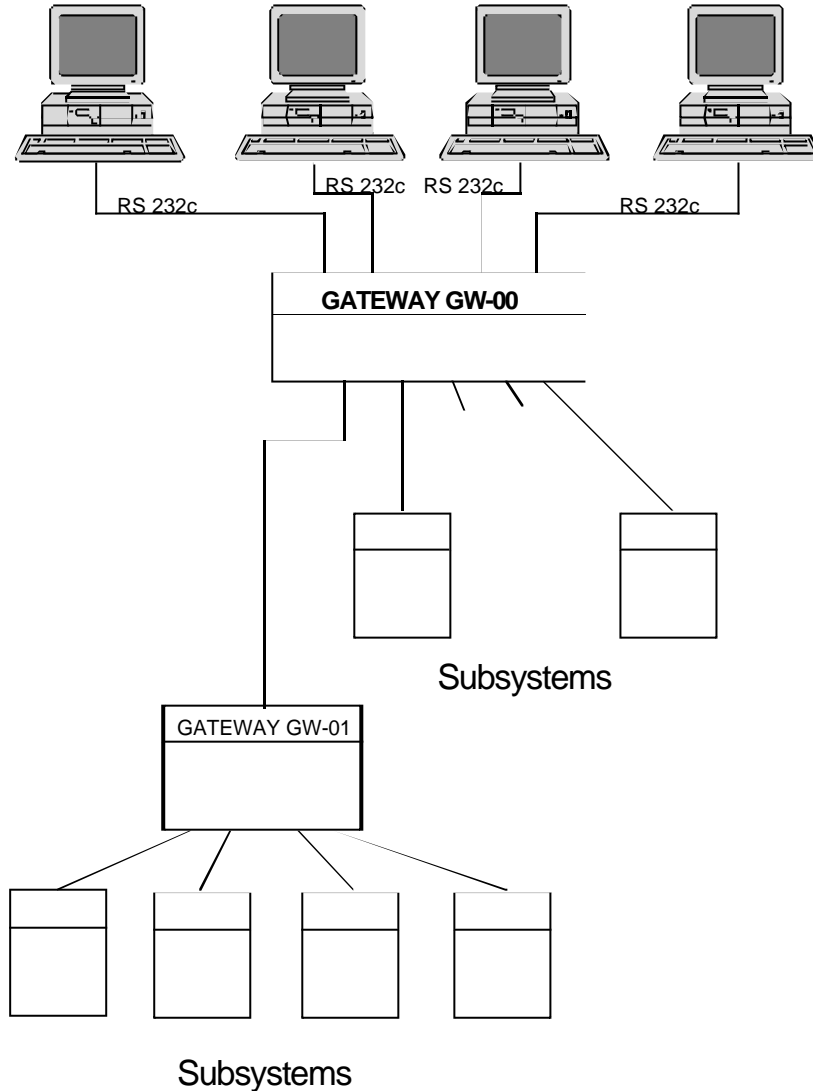 RS 232c RS 232c
RS 232c RS 232c
GATEWAY GW-00
Subsystems
GATEWAY GW-01
Subsystems